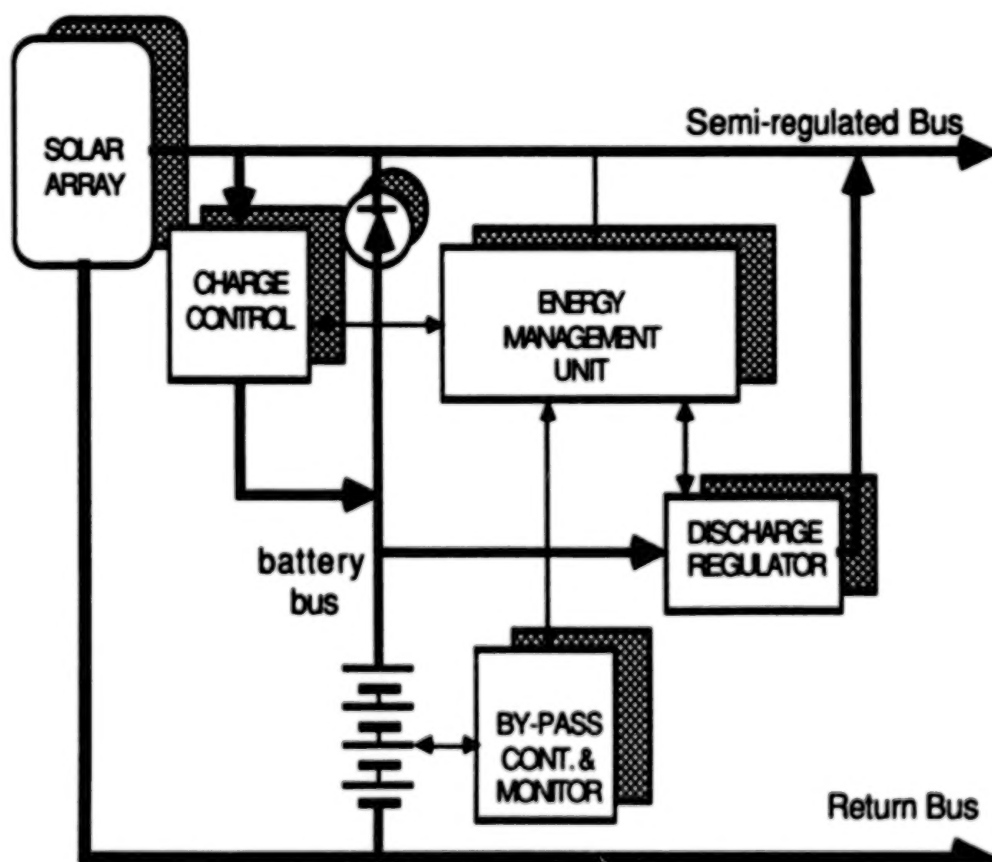 Semi-regulated Bus
SOLAR
ARRAY
CHARGE
CONTROL
ENERGY
MANAGEMENT
UNIT
DISCHARGE
REGULATOR
battery
bus
BY-PASS
CONT. &
MONITOR
Return Bus